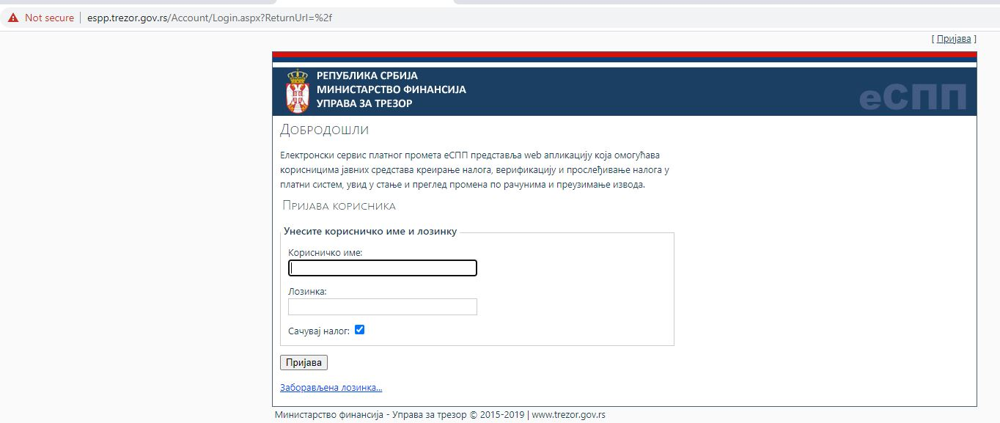 Not secure | espp.trezor.gov.rs/Account/Login.aspx?ReturnUrl=%2f
[ Пријава ]
РЕПУБЛИКА СРБИЈА
МИНИСТАРСТВО ФИНАНСИЈА
УПРАВА ЗА ТРЕЗОР
еСПП
Добродошли
Електронски сервис платног промета еСПП представља web апликацију која омогућава
корисницима јавних средстава креирање налога, верификацију и прослеђивање налога у
платни систем, увид у стање и преглед промена по рачунима и преузимање извода.
Пријава корисника
Унесите корисничко име и лозинку
Корисничко име:
Лозинка:
Сачувај налог:
Пријава
Заборављена лозинка...
Министарство финансија - Управа за трезор © 2015-2019 | www.trezor.gov.rs